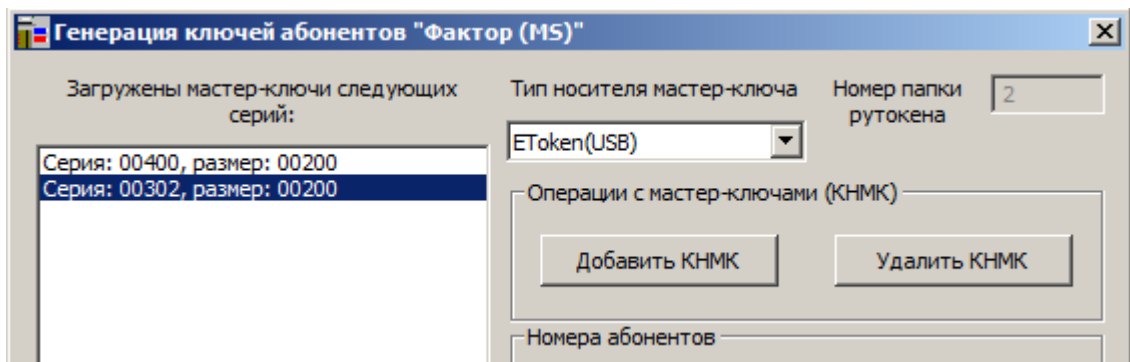 Генерация ключей абонентов "Фактор (MS)"
Загружены мастер-ключи следующих
серий:
Серия: 00400, размер: 00200
Серия: 00302, размер: 00200
Тип носителя мастер-ключа
EToken(USB)
Номер папки
рутокена
2
Операции с мастер-ключами (КНМК)
Добавить КНМК
Удалить КНМК
Номера абонентов